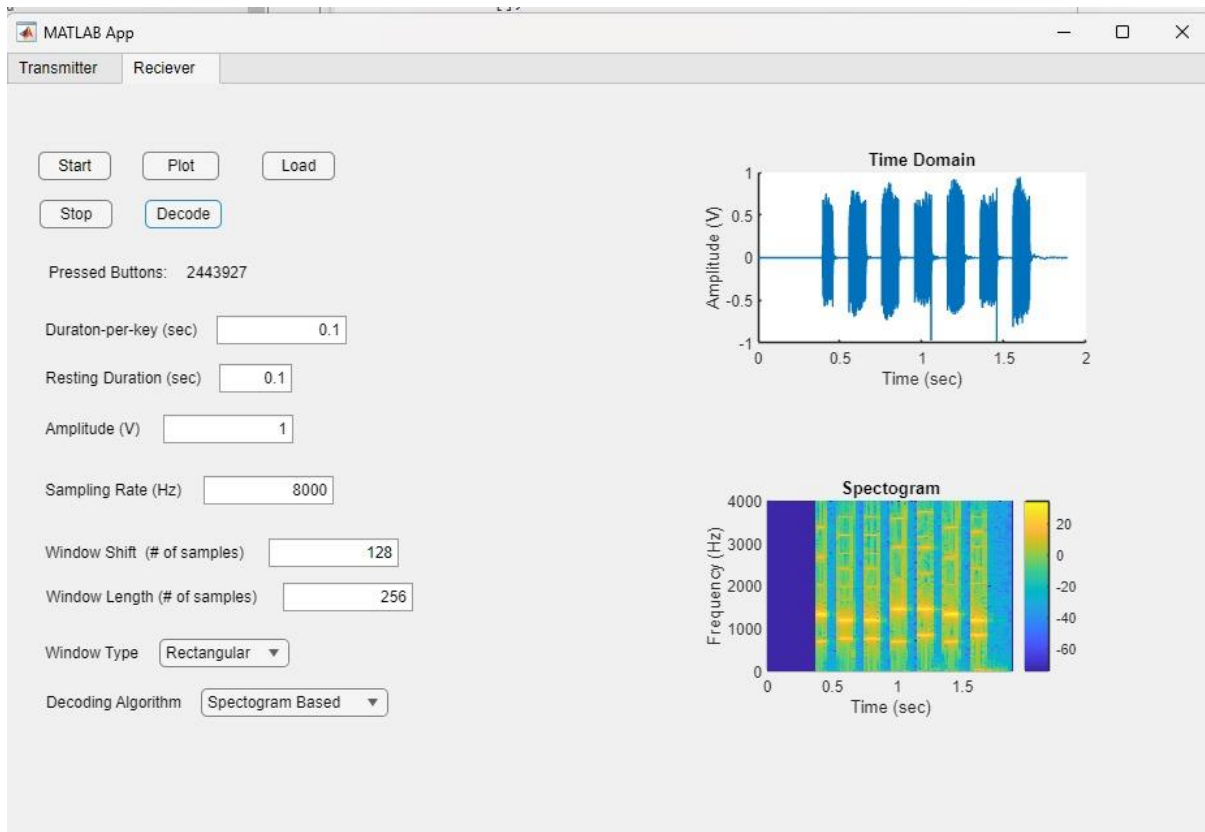 MATLAB App
Transmitter Reciever
Start Plot Load
Stop Decode
Pressed Buttons: 2443927
Duraton-per-key (sec) 0.1
Resting Duration (sec) 0.1
Amplitude (V) 1
Sampling Rate (Hz) 8000
Window Shift (# of samples) 128
Window Length (# of samples) 256
Window Type Rectangular
Decoding Algorithm Spectogram Based
Time Domain
1
0.5
0
-0.5
-1
Amplitude (V)
0 0.5 1 1.5 2
Time (sec)
Spectogram
4000
3000
2000
1000
0
Frequency (Hz)
0 0.5 1 1.5
Time (sec)
20
0
-20
-40
-60